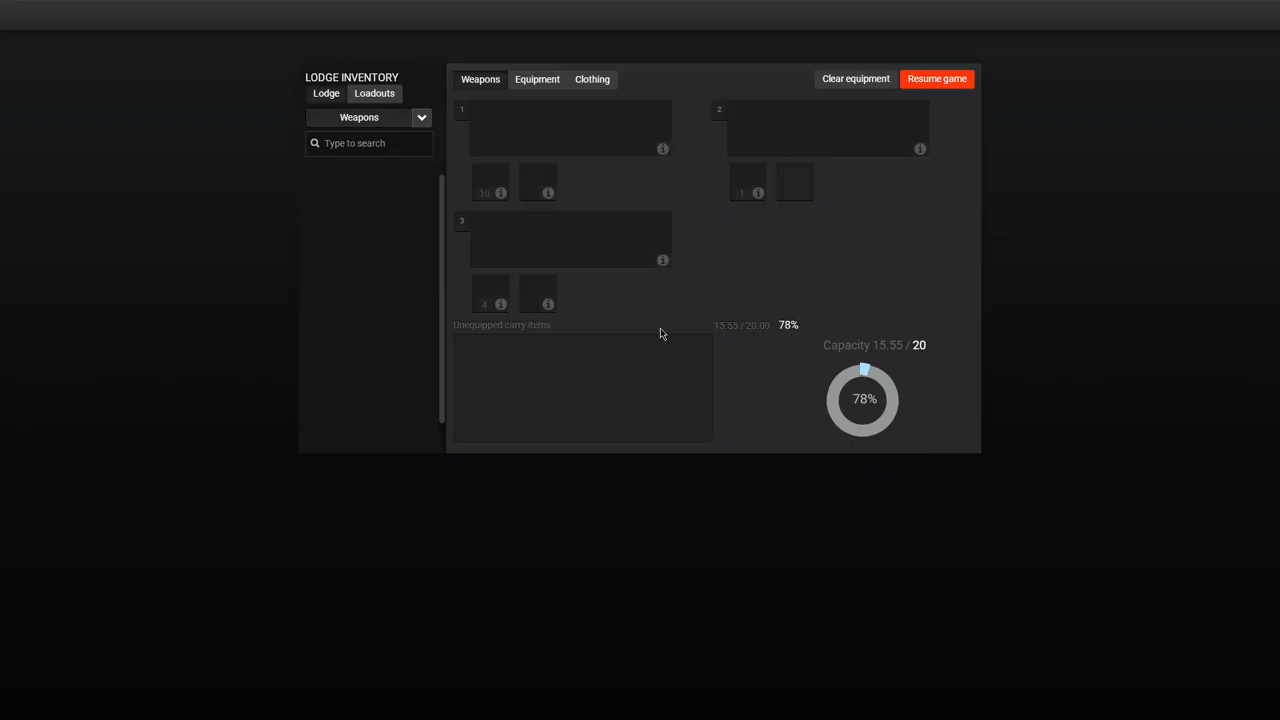 LODGE INVENTORY
Lodge Loadouts
Weapons
Type to search
Weapons Equipment Clothing
Clear equipment Resume game
1
2
10
1
3
4
Unequipped carry items
15.55 / 20.00 78%
Capacity 15.55 / 20
78%